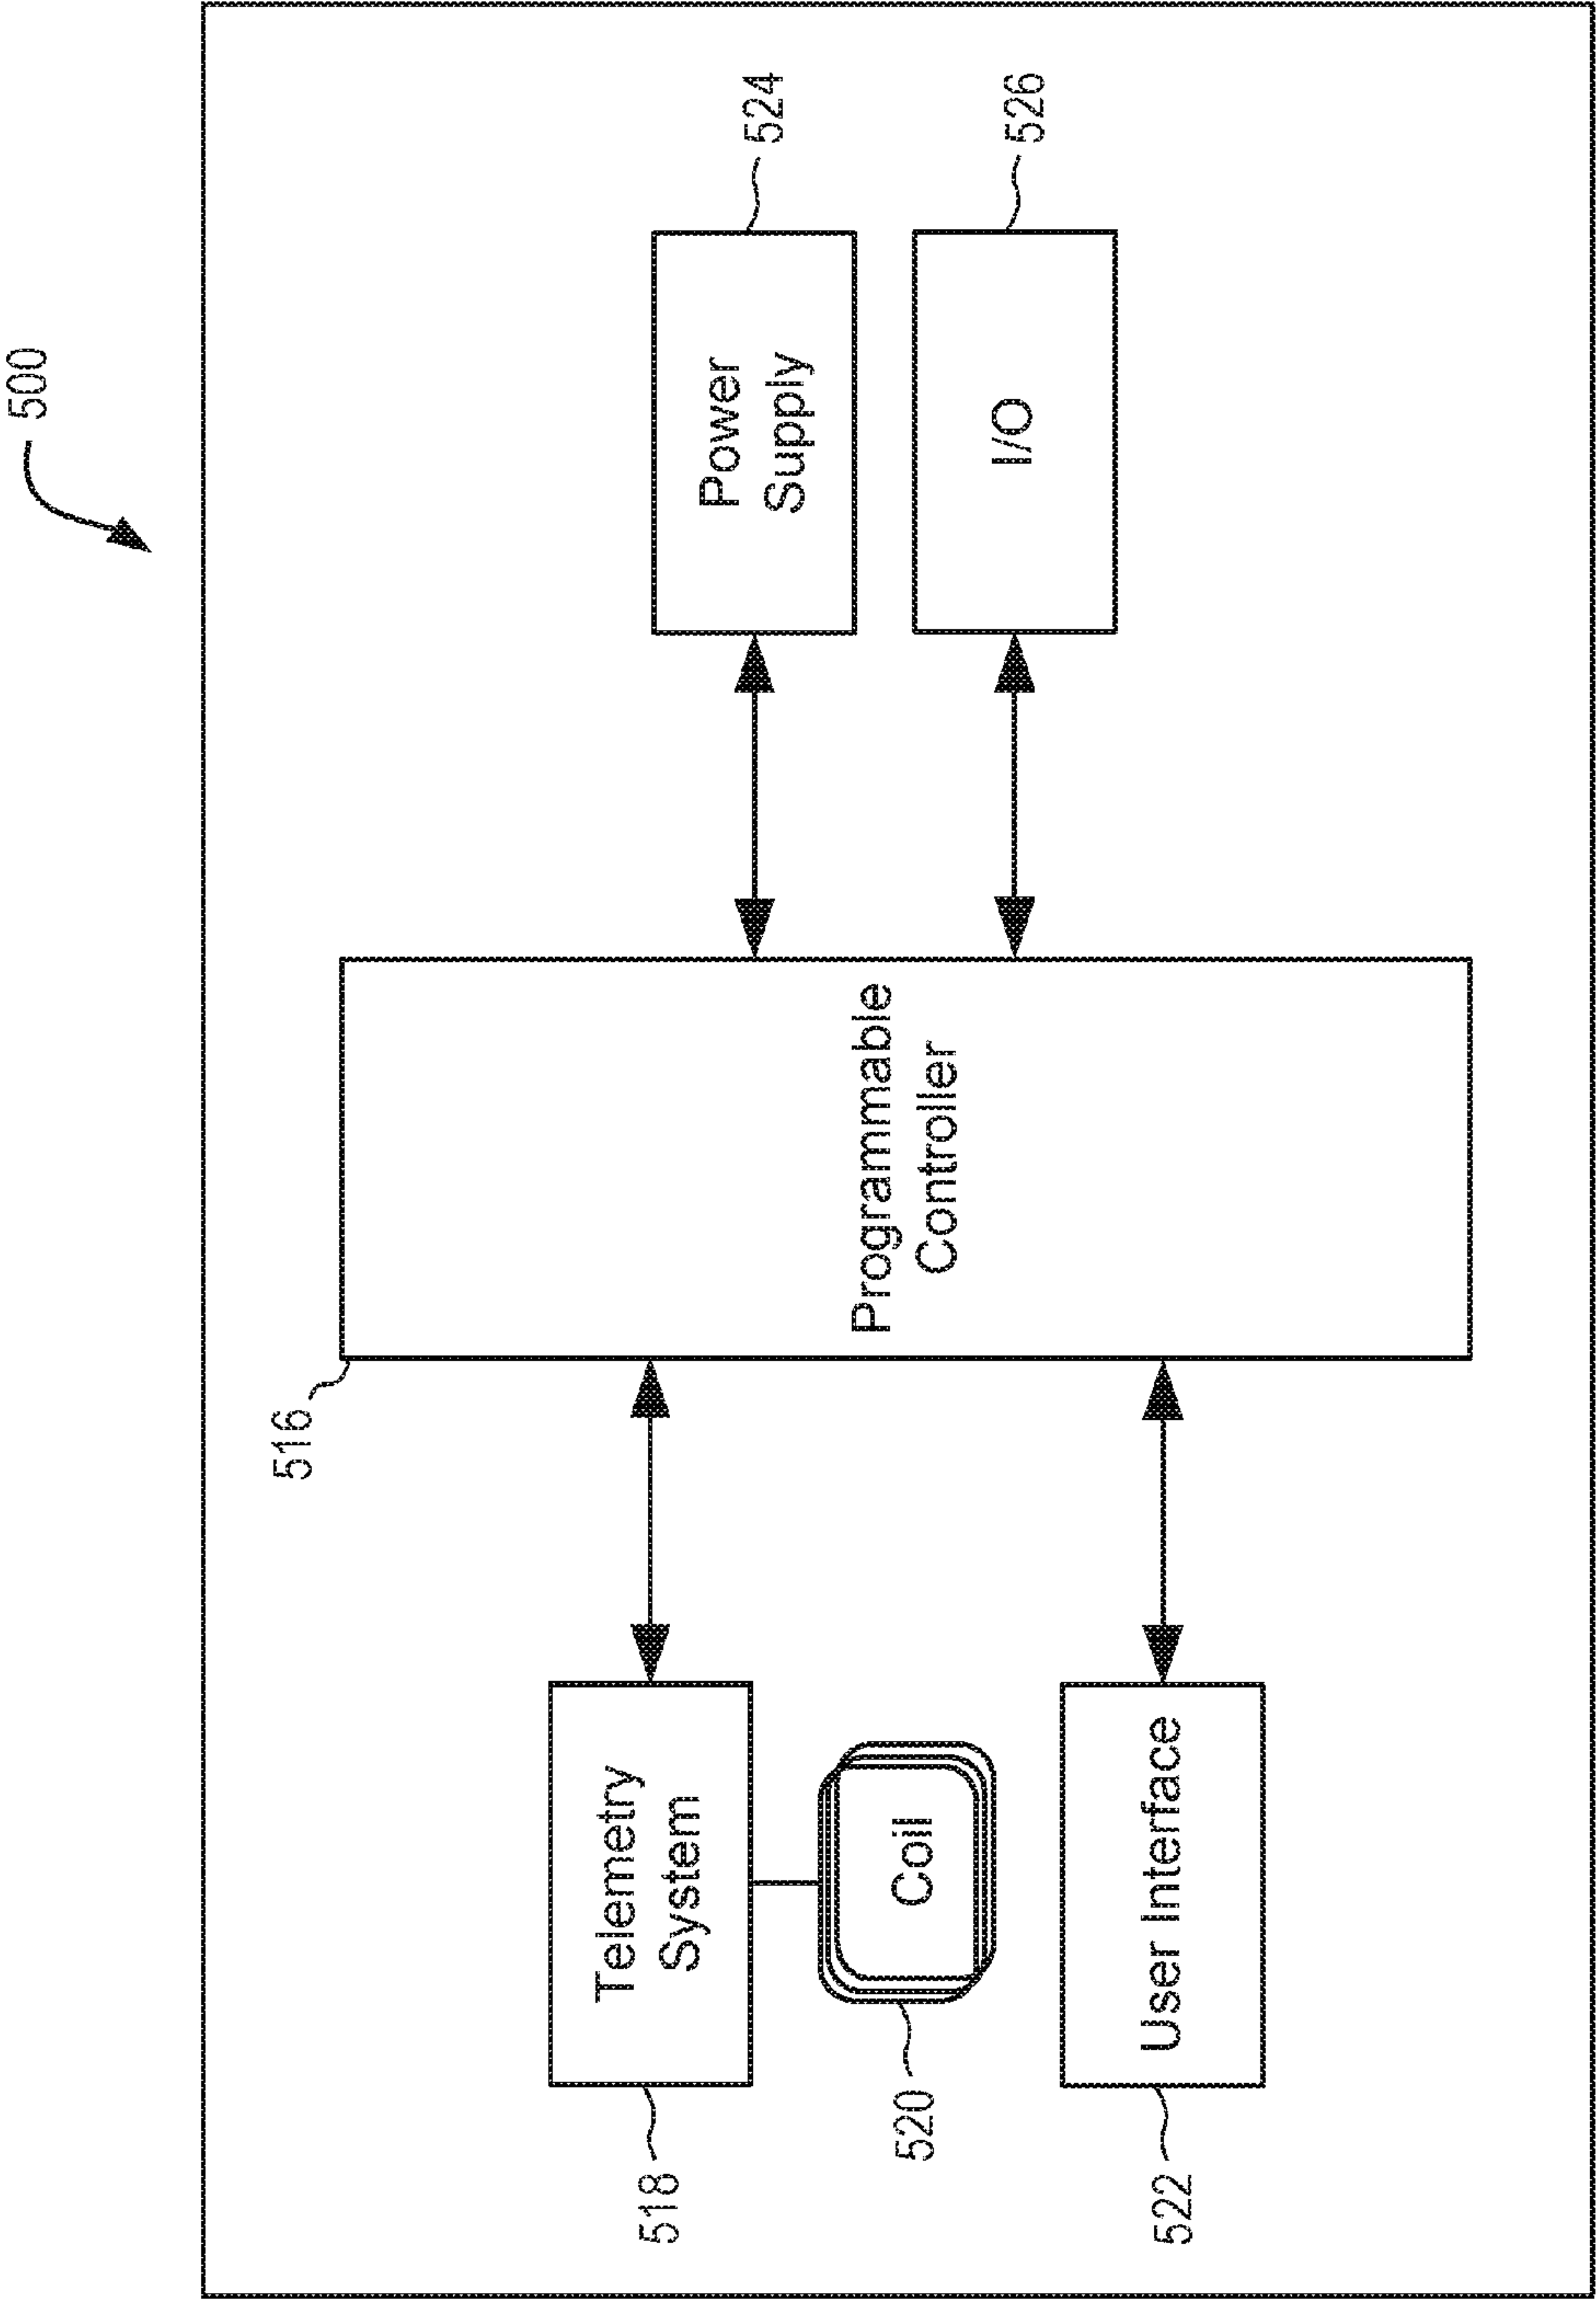 500
516
518
Telemetry
System
Power
Supply
524
Programmable
Controller
520
Coil
I/O
526
522
User Interface